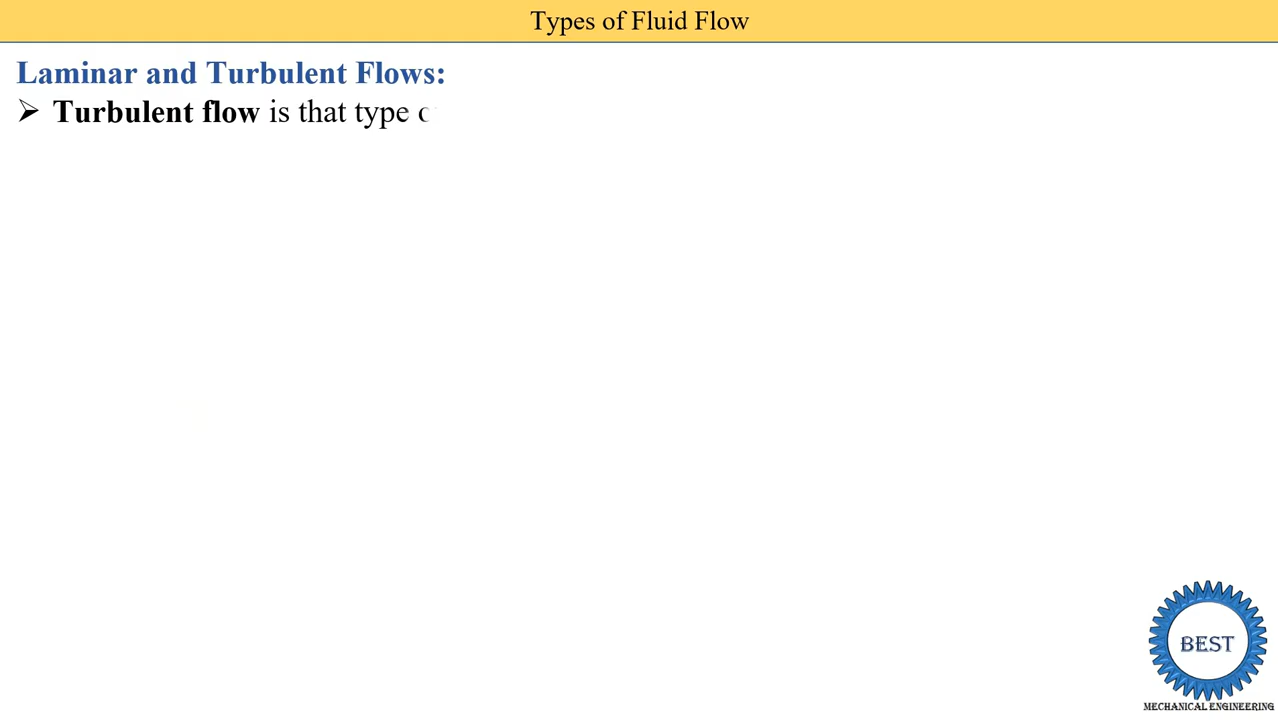 Types of Fluid Flow
Laminar and Turbulent Flows:
➢ Turbulent flow is that type
BEST
MECHANICAL ENGINEERING